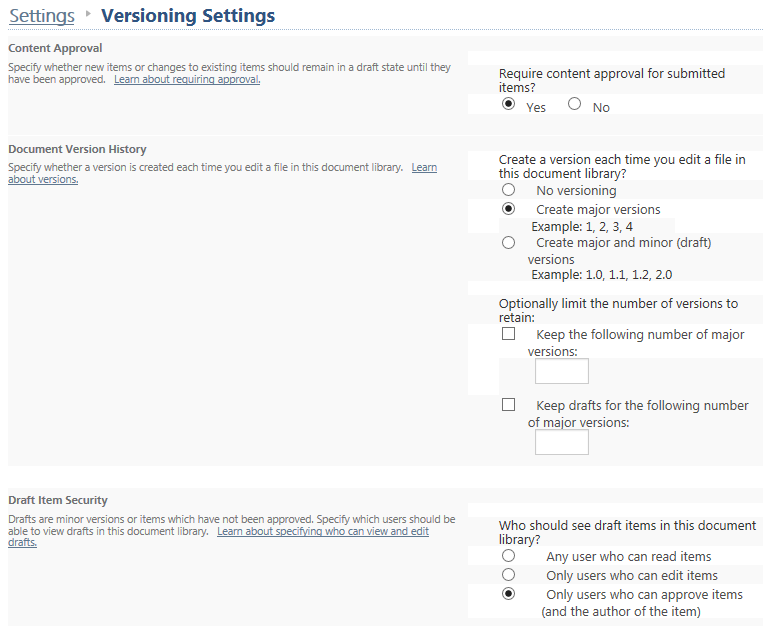 Settings ▸ Versioning Settings
Content Approval
Specify whether new items or changes to existing items should remain in a draft state until they
have been approved. Learn about requiring approval.
Require content approval for submitted
items?
Yes No
Document Version History
Specify whether a version is created each time you edit a file in this document library. Learn
about versions.
Create a version each time you edit a file in
this document library?
No versioning
Create major versions
Example: 1, 2, 3, 4
Create major and minor (draft)
versions
Example: 1.0, 1.1, 1.2, 2.0
Optionally limit the number of versions to
retain:
Keep the following number of major
versions:
Keep drafts for the following number
of major versions:
Draft Item Security
Drafts are minor versions or items which have not been approved. Specify which users should be
able to view drafts in this document library. Learn about specifying who can view and edit
drafts.
Who should see draft items in this document
library?
Any user who can read items
Only users who can edit items
Only users who can approve items
(and the author of the item)